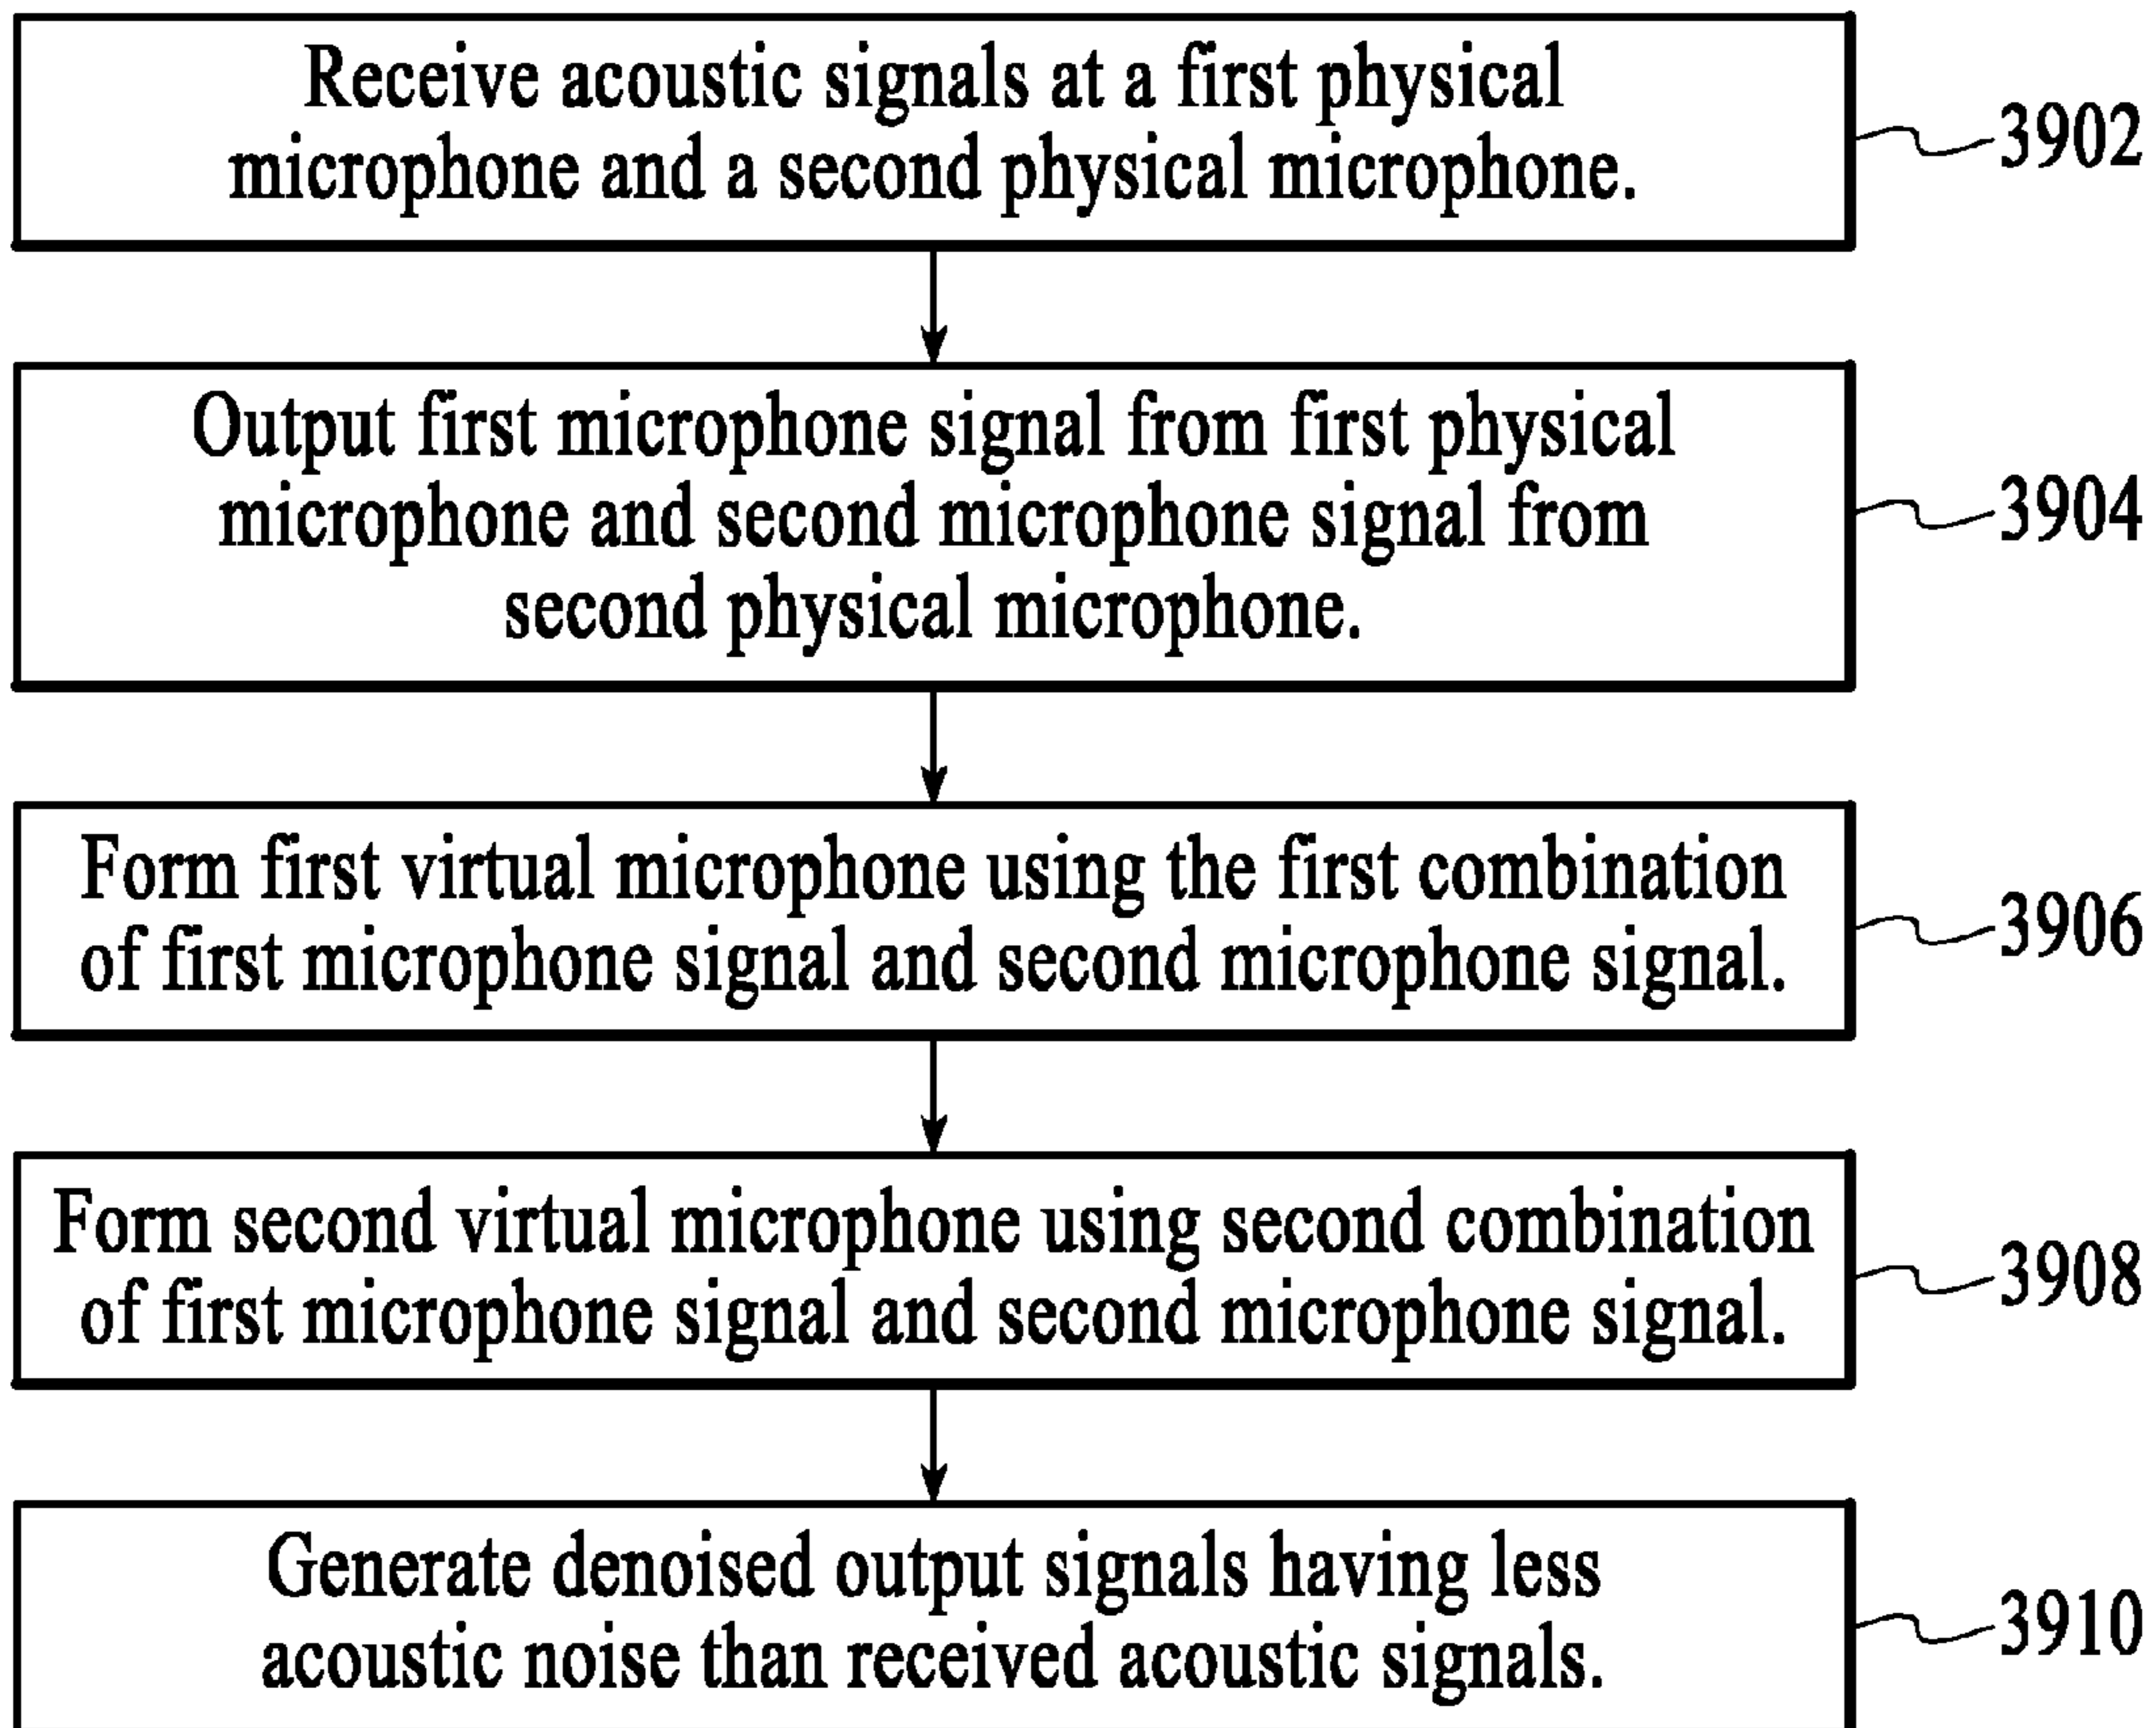 Receive acoustic signals at a first physical
microphone and a second physical microphone.
3902
Output first microphone signal from first physical
microphone and second microphone signal from
second physical microphone.
3904
Form first virtual microphone using the first combination
of first microphone signal and second microphone signal.
3906
Form second virtual microphone using second combination
of first microphone signal and second microphone signal.
3908
Generate denoised output signals having less
acoustic noise than received acoustic signals.
3910